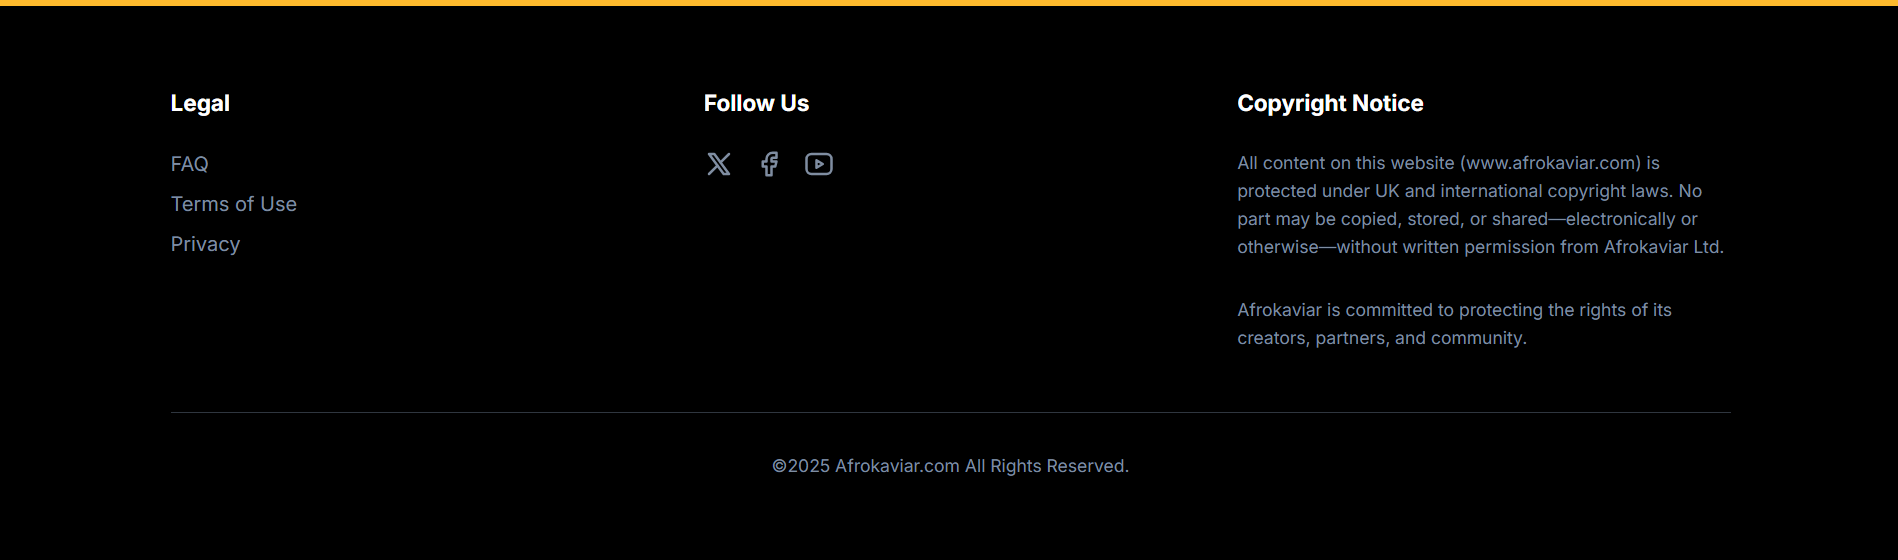 Legal
FAQ
Terms of Use
Privacy
Follow Us
Copyright Notice
All content on this website (www.afrokaviar.com) is
protected under UK and international copyright laws. No
part may be copied, stored, or shared—electronically or
otherwise—without written permission from Afrokaviar Ltd.
Afrokaviar is committed to protecting the rights of its
creators, partners, and community.
©2025 Afrokaviar.com All Rights Reserved.